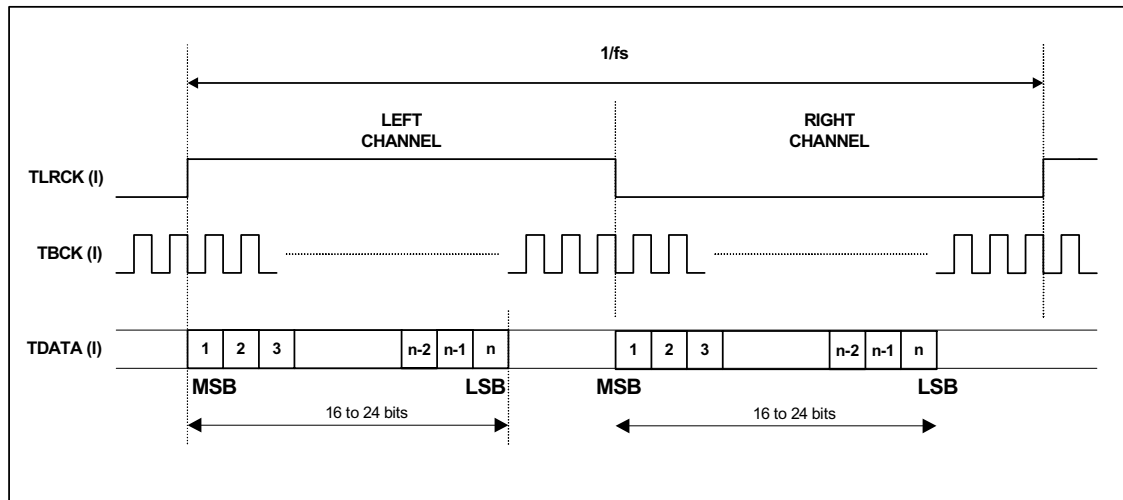 1/fs
LEFT
CHANNEL
RIGHT
CHANNEL
TLRCK (I)
TBCK (I)
TDATA (I)
1 2 3 n-2 n-1 n 1 2 3 n-2 n-1 n
MSB LSB MSB LSB
16 to 24 bits 16 to 24 bits